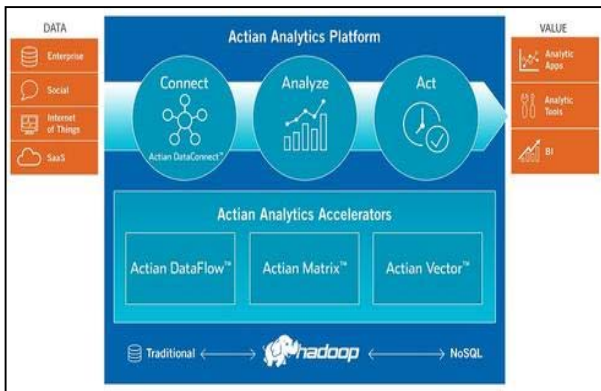 DATA
Enterprise
Social
Internet
of Things
SaaS
Actian Analytics Platform
Connect
Actian DataConnect™
Analyze
Act
Actian Analytics Accelerators
Actian DataFlow™
Actian Matrix™
Actian Vector™
Traditional
hadoop
NoSQL
VALUE
Analytic
Apps
Analytic
Tools
BI